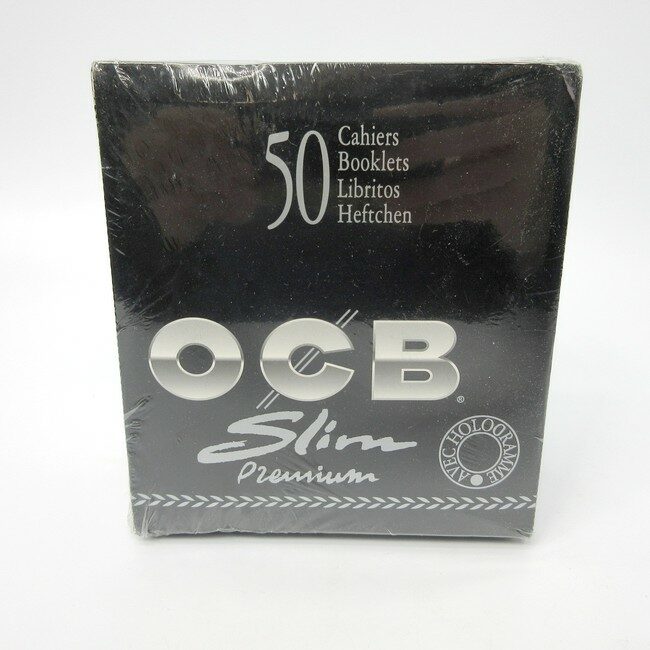 50
Cahiers
Booklets
Libritos
Heftchen
OCB®
Slim
Premium
AVEC HOLOGRAMME